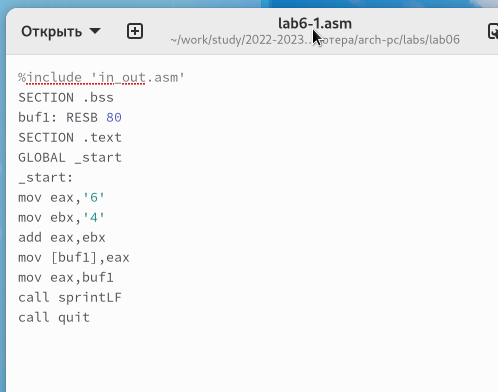 Открыть
lab6-1.asm
~/work/study/2022-2023...отера/arch-pc/labs/lab06
%include 'in_out.asm'
SECTION .bss
buf1: RESB 80
SECTION .text
GLOBAL _start
_start:
mov eax,'6'
mov ebx,'4'
add eax,ebx
mov [buf1],eax
mov eax,buf1
call sprintLF
call quit